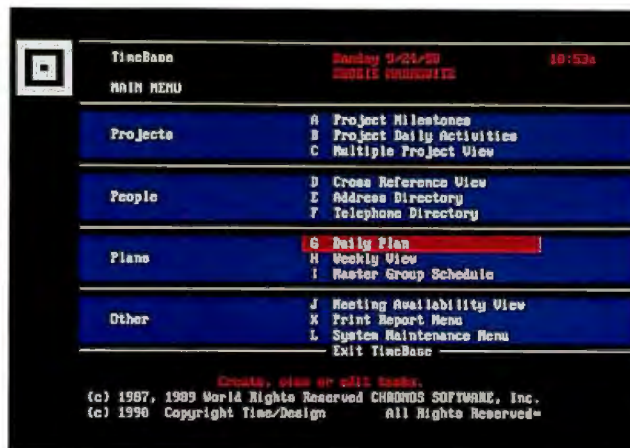 TimeBase Monday 9/24/90 10:53a
MAIN MENU
Projects
A Project Milestones
B Project Daily Activities
C Multiple Project View
People
D Cross Reference View
E Address Directory
F Telephone Directory
Plans
G Daily Plan
H Weekly View
I Master Group Schedule
Other
J Meeting Availability View
K Print Report Menu
L System Maintenance Menu
Exit TimeBase
Create, view or edit tasks.
(c) 1987, 1989 World Rights Reserved CHRONOS SOFTWARE, Inc.
(c) 1990 Copyright Time/Design All Rights Reserved